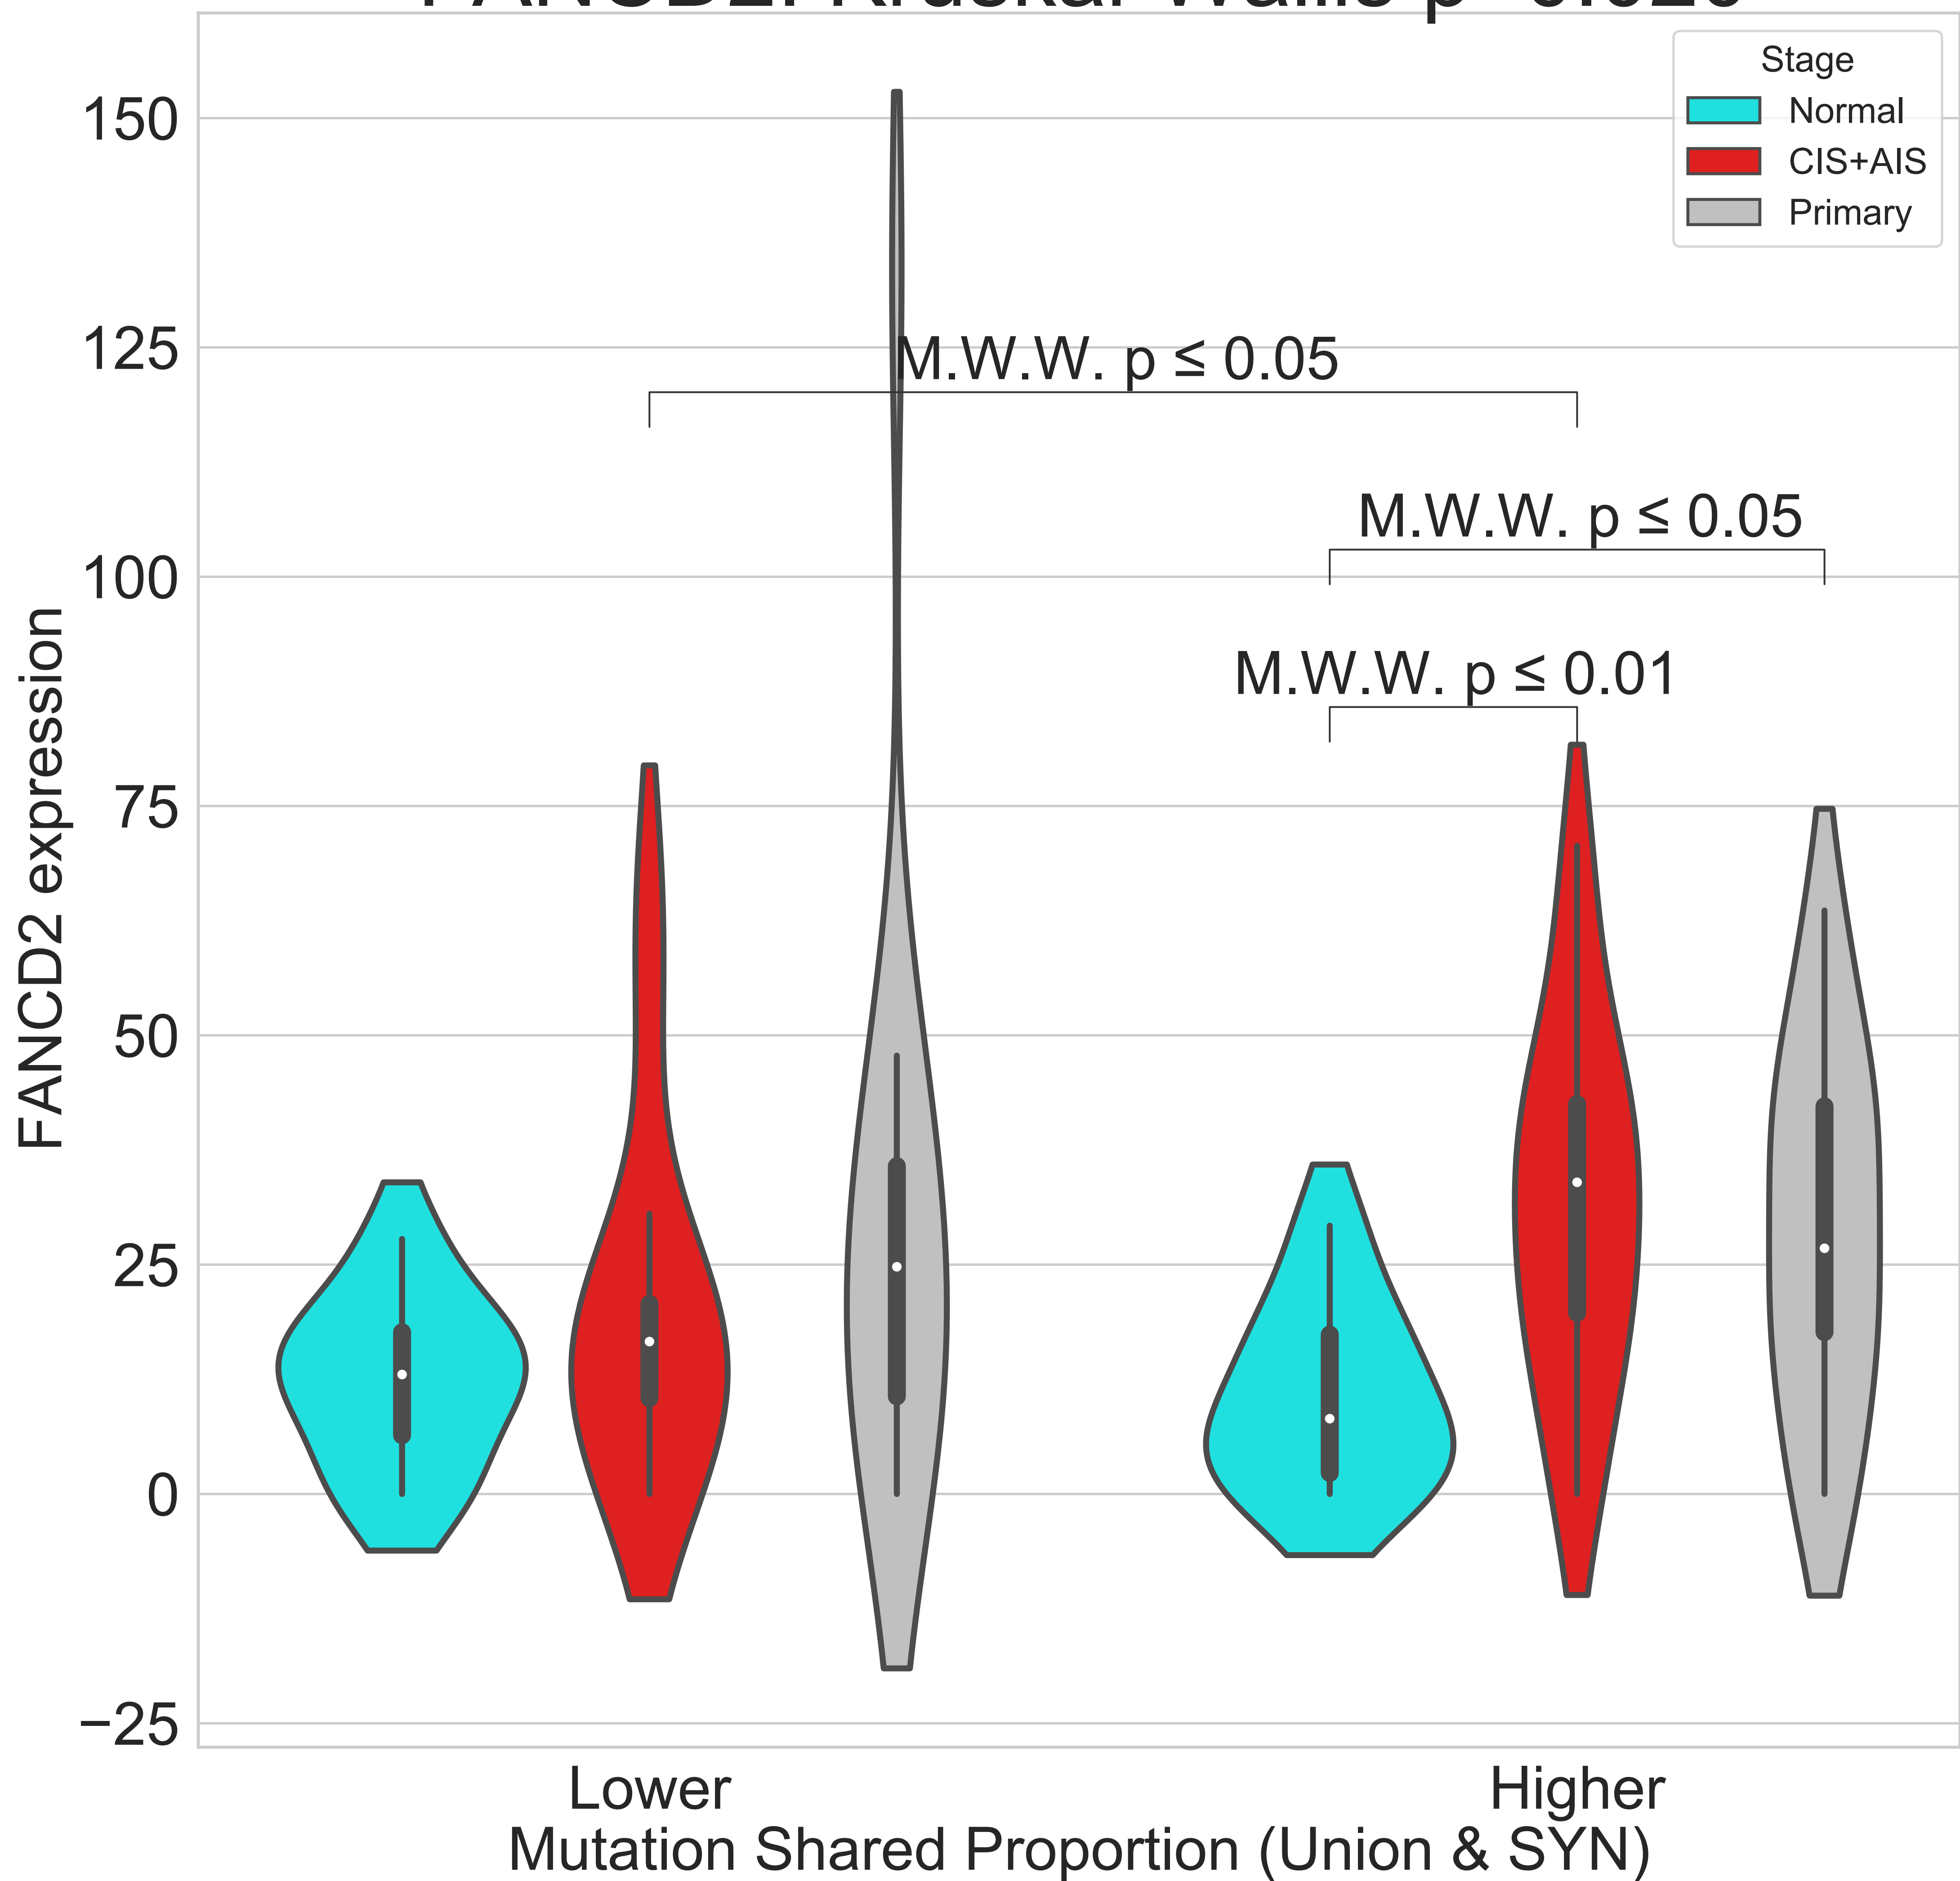 Stage
Normal
CIS+AIS
Primary
150
125
100
75
50
25
0
−25
FANCD2 expression
M.W.W. p ≤ 0.05
M.W.W. p ≤ 0.05
M.W.W. p ≤ 0.01
Lower
Higher
Mutation Shared Proportion (Union & SYN)